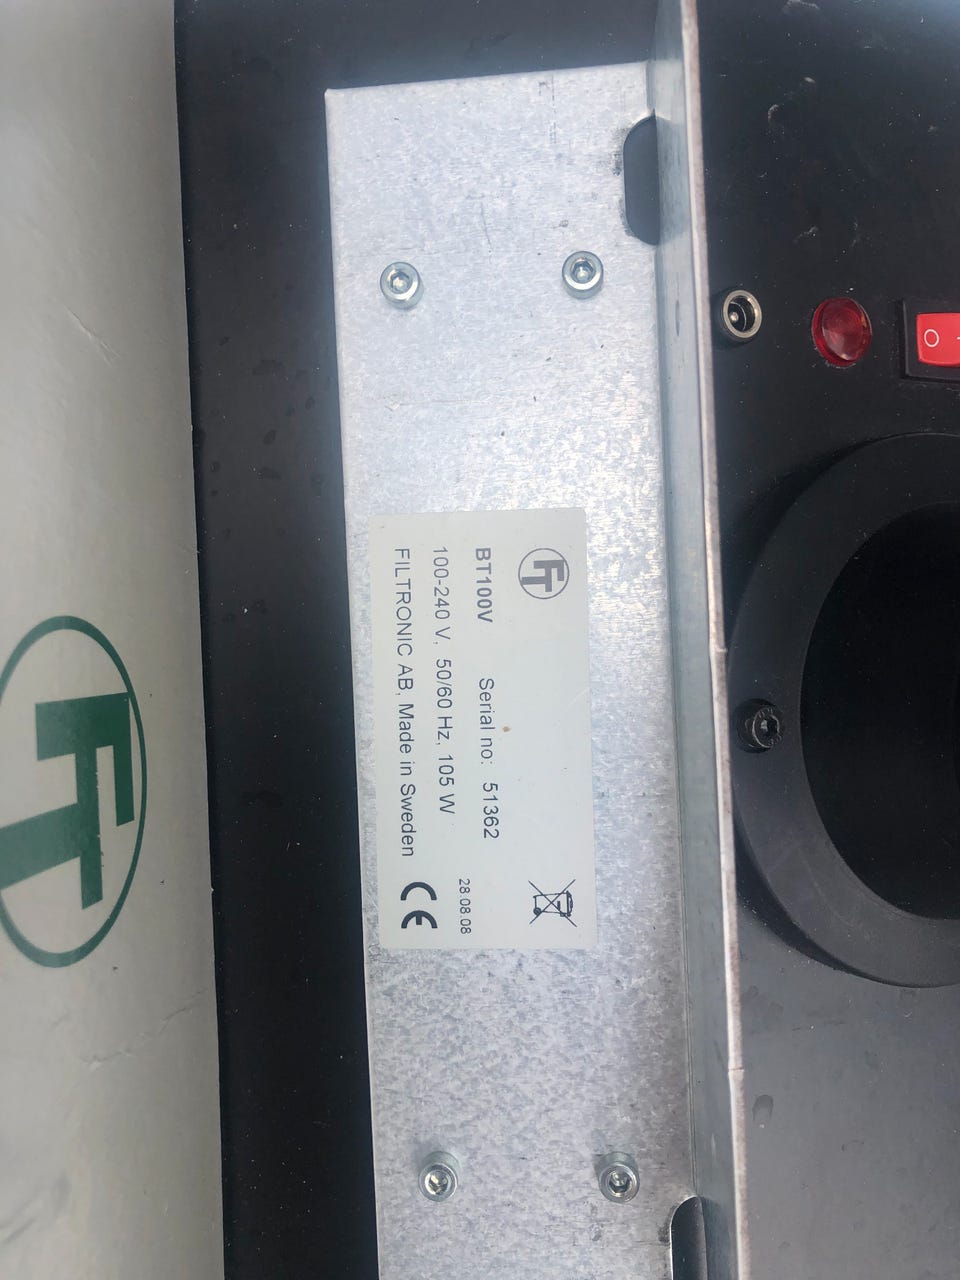 FT
BT100V Serial no: 51362
100-240 V, 50/60 Hz, 105 W
28.08.08
FILTRONIC AB, Made in Sweden CE
FT